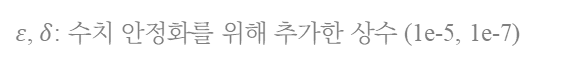 ε, δ: 수치 안정화를 위해 추가한 상수 (1e-5, 1e-7)